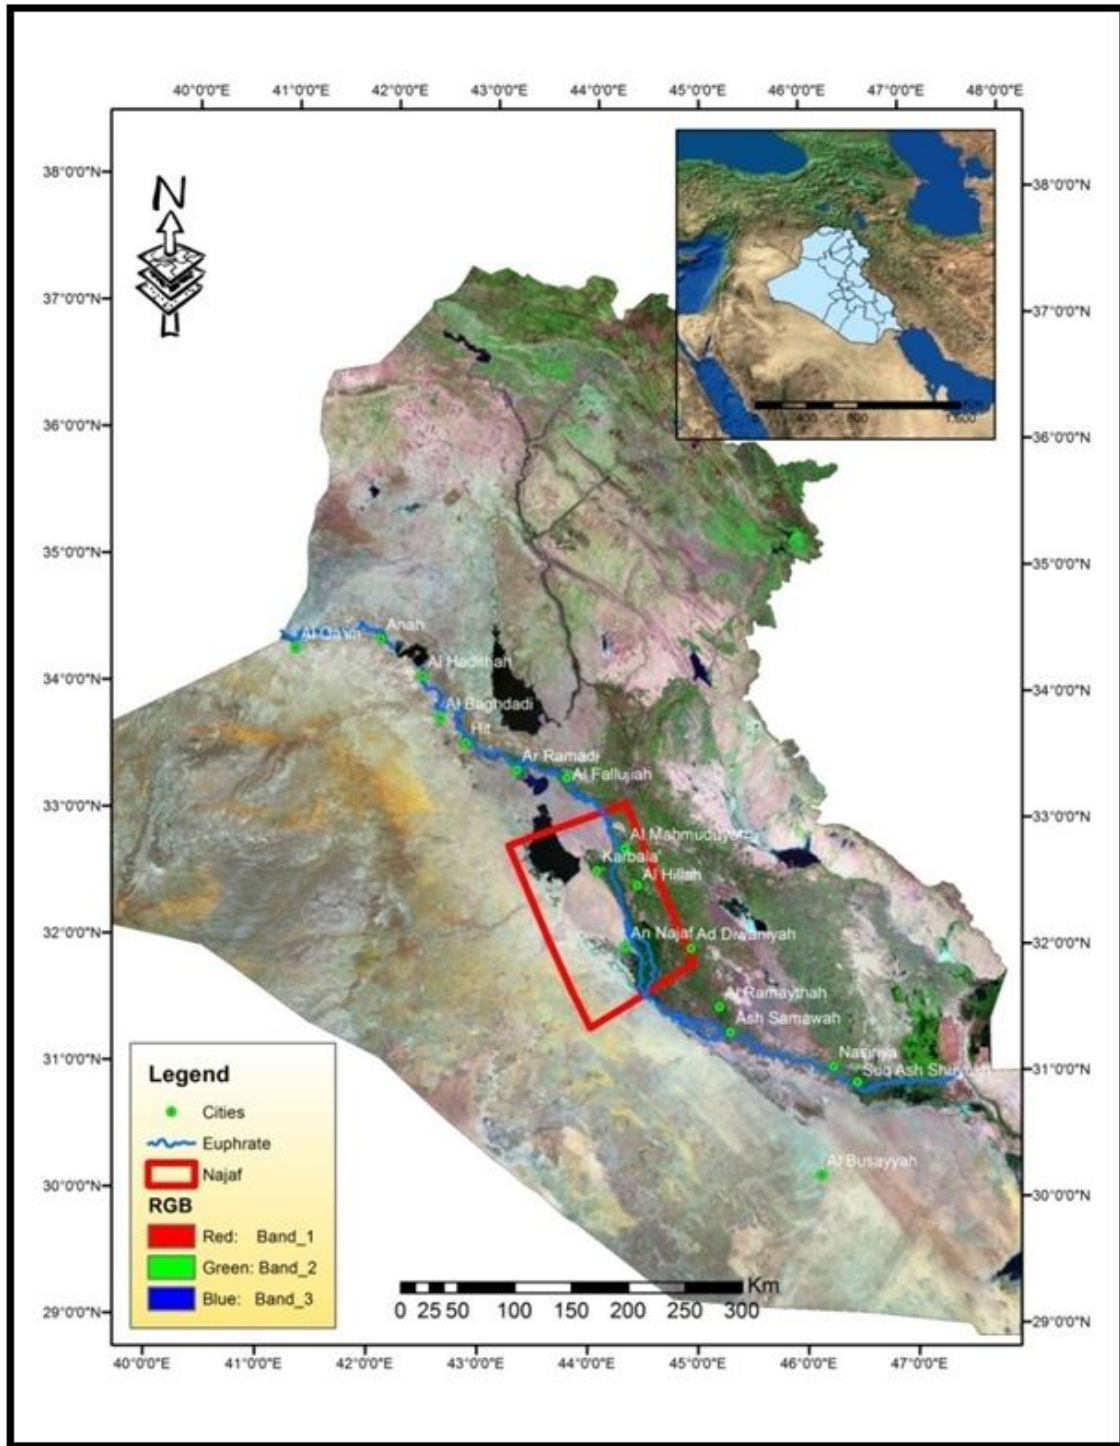 40°0'0"E 41°0'0"E 42°0'0"E 43°0'0"E 44°0'0"E 45°0'0"E 46°0'0"E 47°0'0"E 48°0'0"E
38°0'0"N
38°0'0"N
N
37°0'0"N
37°0'0"N
0 400 800 1,600
36°0'0"N
36°0'0"N
35°0'0"N
35°0'0"N
Anah
Al Hadithah
34°0'0"N
34°0'0"N
Al Baghdadi
Hit
Ar Ramadi
Al Fallujiah
33°0'0"N
33°0'0"N
Karbala'
Al Hillah
An Najaf
Ad Diwaniyah
32°0'0"N
32°0'0"N
Al Ramaythah
Ash Samawah
Nasiriya
31°0'0"N
31°0'0"N
Al Busayyah
30°0'0"N
30°0'0"N
29°0'0"N
29°0'0"N
Legend
Cities
Euphrate
Najaf
RGB
Red: Band_1
Green: Band_2
Blue: Band_3
Km
0 25 50 100 150 200 250 300
40°0'0"E 41°0'0"E 42°0'0"E 43°0'0"E 44°0'0"E 45°0'0"E 46°0'0"E 47°0'0"E